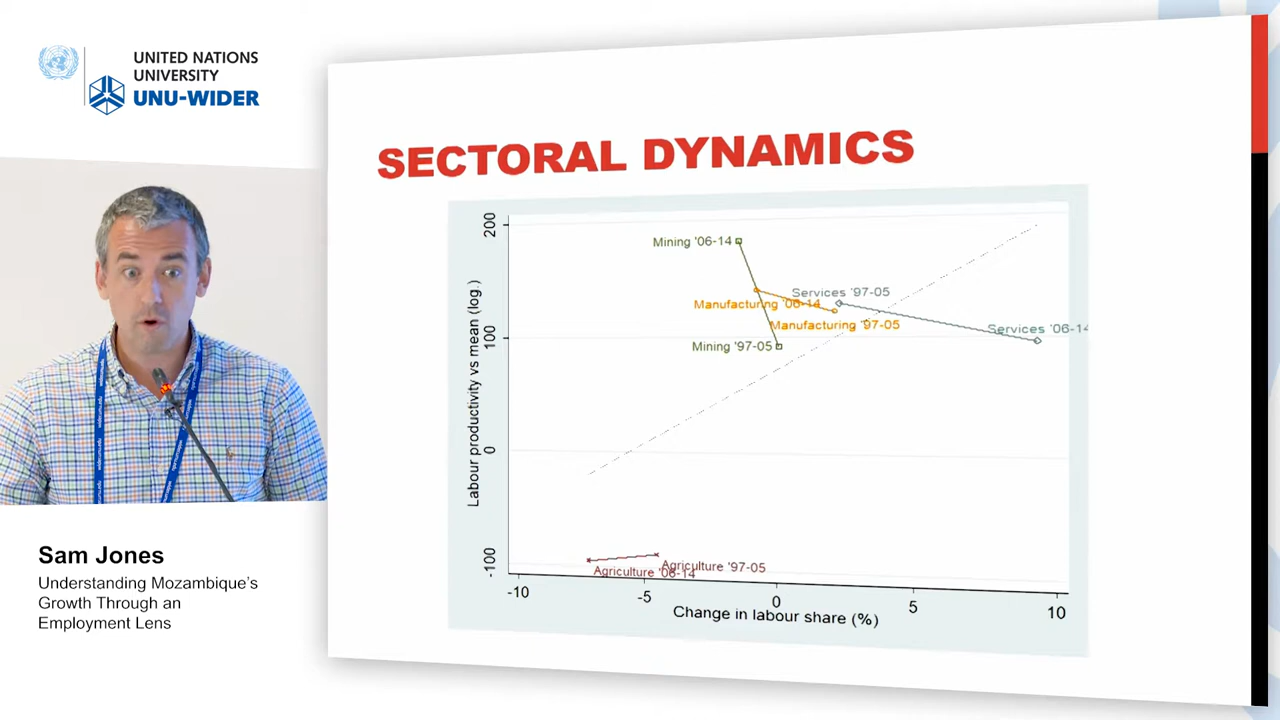 UNITED NATIONS
UNIVERSITY
UNU-WIDER
SECTORAL DYNAMICS
Labour productivity vs mean (log.)
200
100
0
-100
Mining '06-14
Services '97-05
Manufacturing '06-14
Manufacturing '97-05
Services '06-14
Mining '97-05
Agriculture '97-05
Agriculture '06-14
-10
-5
0
5
10
Change in labour share (%)
Sam Jones
Understanding Mozambique's
Growth Through an
Employment Lens